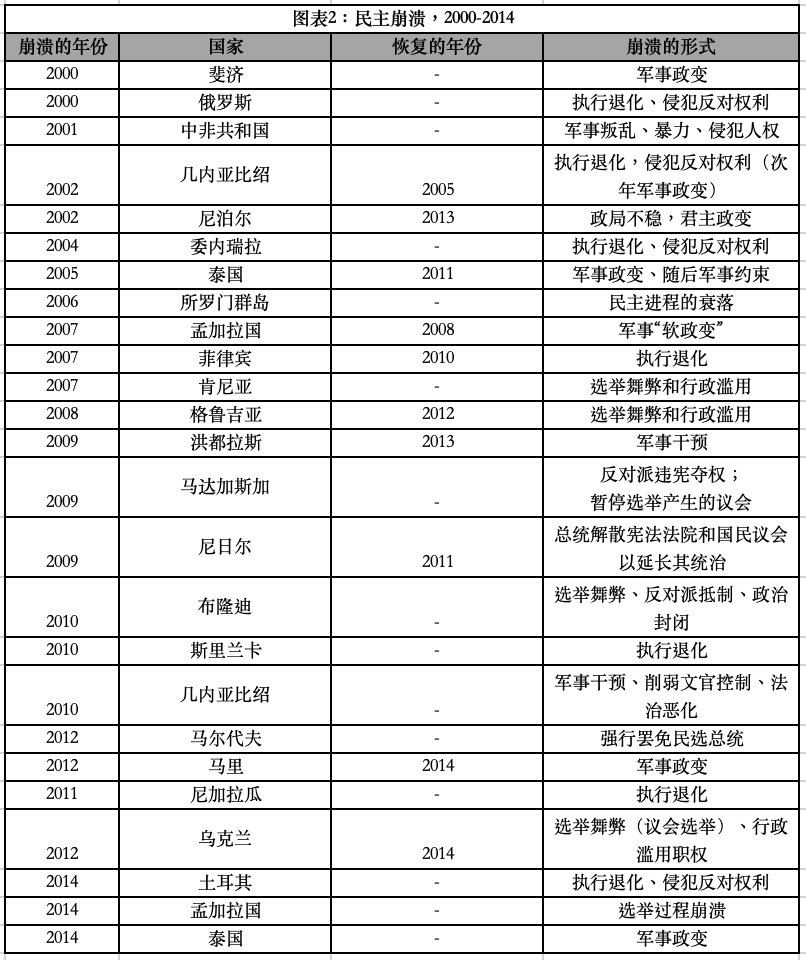 图表2：民主崩溃，2000-2014
崩溃的年份 国家 恢复的年份 崩溃的形式
2000 斐济 - 军事政变
2000 俄罗斯 - 执行退化、侵犯反对权利
2001 中非共和国 - 军事叛乱、暴力、侵犯人权
2002 几内亚比绍 2005 执行退化，侵犯反对权利（次
年军事政变）
2002 尼泊尔 2013 政局不稳，君主政变
2004 委内瑞拉 - 执行退化、侵犯反对权利
2005 泰国 2011 军事政变、随后军事约束
2006 所罗门群岛 - 民主进程的衰落
2007 孟加拉国 2008 军事“软政变”
2007 菲律宾 2010 执行退化
2007 肯尼亚 - 选举舞弊和行政滥用
2008 格鲁吉亚 2012 选举舞弊和行政滥用
2009 洪都拉斯 2013 军事干预
2009 马达加斯加 - 反对派违宪夺权；
暂停选举产生的议会
2009 尼日尔 2011 总统解散宪法法院和国民议会
以延长其统治
2010 布隆迪 - 选举舞弊、反对派抵制、政治
封闭
2010 斯里兰卡 - 执行退化
2010 几内亚比绍 - 军事干预、削弱文官控制、法
治恶化
2012 马尔代夫 - 强行罢免民选总统
2012 马里 2014 军事政变
2011 尼加拉瓜 - 执行退化
2012 乌克兰 2014 选举舞弊（议会选举）、行政
滥用职权
2014 土耳其 - 执行退化、侵犯反对权利
2014 孟加拉国 - 选举过程崩溃
2014 泰国 - 军事政变